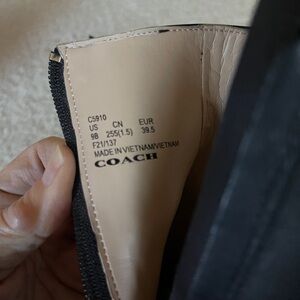 C5910
US CN EUR
9B 255(1.5) 39.5
F21/137
MADE IN VIETNAM/VIETNAM
COACH